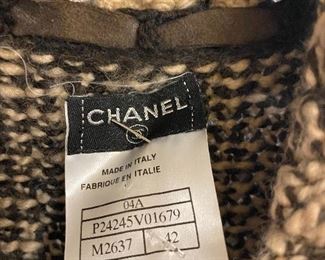 CHANEL
MADE IN ITALY
FABRIQUE EN ITALIE
04A
P24245V01679
M2637 42